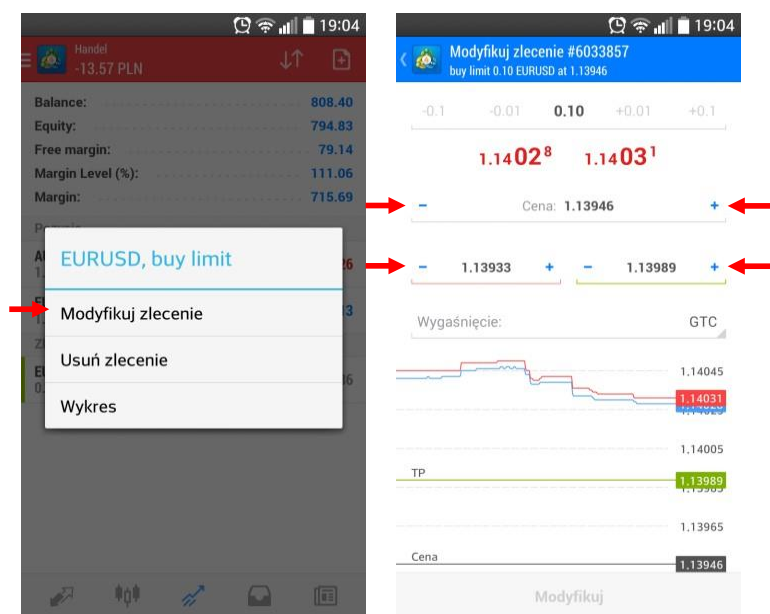 19:04
Handel
-13.57 PLN
Balance: 808.40
Equity: 794.83
Free margin: 79.14
Margin Level (%): 111.06
Margin: 715.69
EURUSD, buy limit
Modyfikuj zlecenie
Usuń zlecenie
Wykres
19:04
Modyfikuj zlecenie #6033857
buy limit 0.10 EURUSD at 1.13946
-0.1 -0.01 0.10 +0.01 +0.1
1.14028 1.14031
- Cena: 1.13946 +
- 1.13933 + - 1.13989 +
Wygaśnięcie: GTC
1.14045
1.14031
1.14005
TP
1.13989
1.13965
Cena
1.13946
Modyfikuj